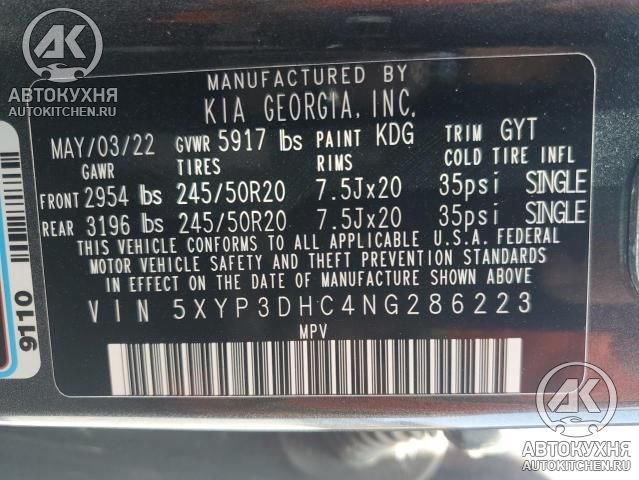 AK
АВТОКУХНЯ
AUTOKITCHEN.RU
MANUFACTURED BY
KIA GEORGIA, INC.
MAY/03/22 GVWR 5917 lbs PAINT KDG TRIM GYT
GAWR TIRES RIMS COLD TIRE INFL
FRONT 2954 lbs 245/50R20 7.5Jx20 35psi SINGLE
REAR 3196 lbs 245/50R20 7.5Jx20 35psi SINGLE
THIS VEHICLE CONFORMS TO ALL APPLICABLE U.S.A. FEDERAL
MOTOR VEHICLE SAFETY AND THEFT PREVENTION STANDARDS
IN EFFECT ON THE DATE OF MANUFACTURE SHOWN ABOVE.
VIN 5XYP3DHC4NG286223
MPV
9110
AK
АВТОКУХНЯ
AUTOKITCHEN.RU